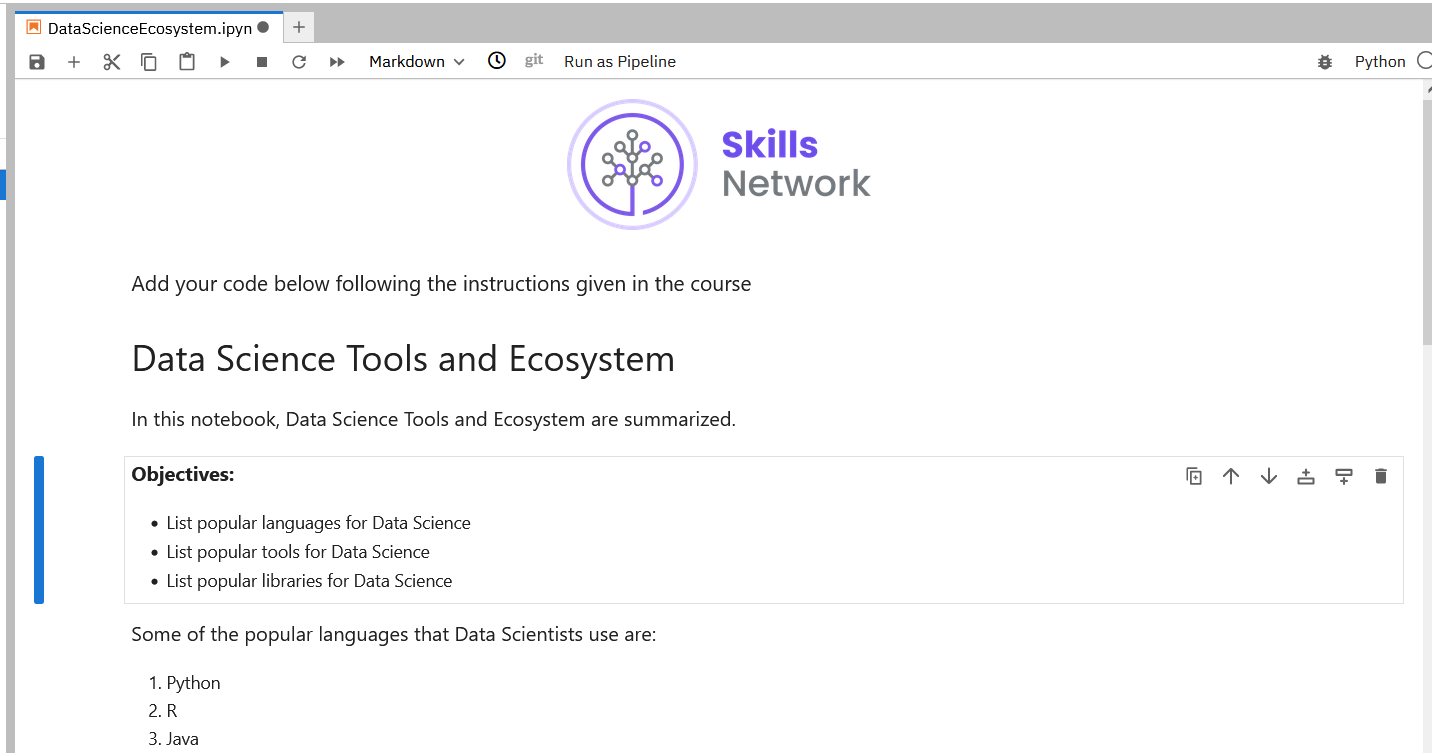 DataScienceEcosystem.ipyn
Markdown git Run as Pipeline Python
Skills
Network
Add your code below following the instructions given in the course
Data Science Tools and Ecosystem
In this notebook, Data Science Tools and Ecosystem are summarized.
Objectives:
• List popular languages for Data Science
• List popular tools for Data Science
• List popular libraries for Data Science
Some of the popular languages that Data Scientists use are:
1. Python
2. R
3. Java